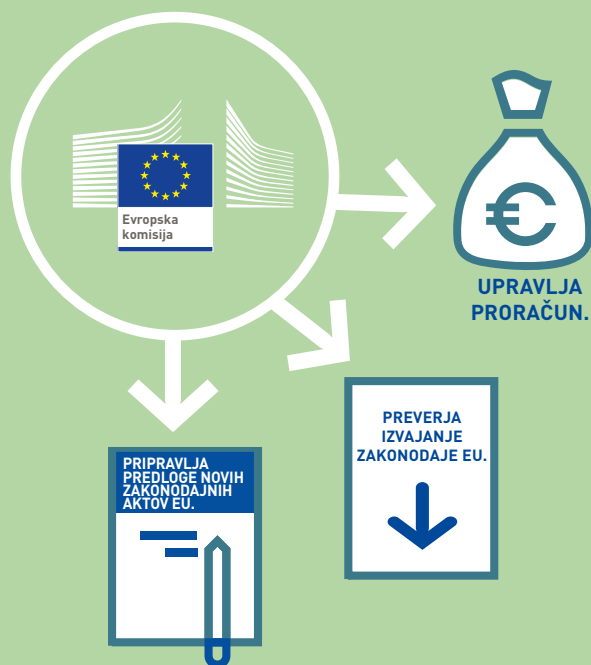 Evropska
komisija
UPRAVLJA
PRORAČUN.
PREVERJA
IZVAJANJE
ZAKONODAJE EU.
PRIPRAVLJA
PREDLOGE NOVIH
ZAKONODAJNIH
AKTOV EU.